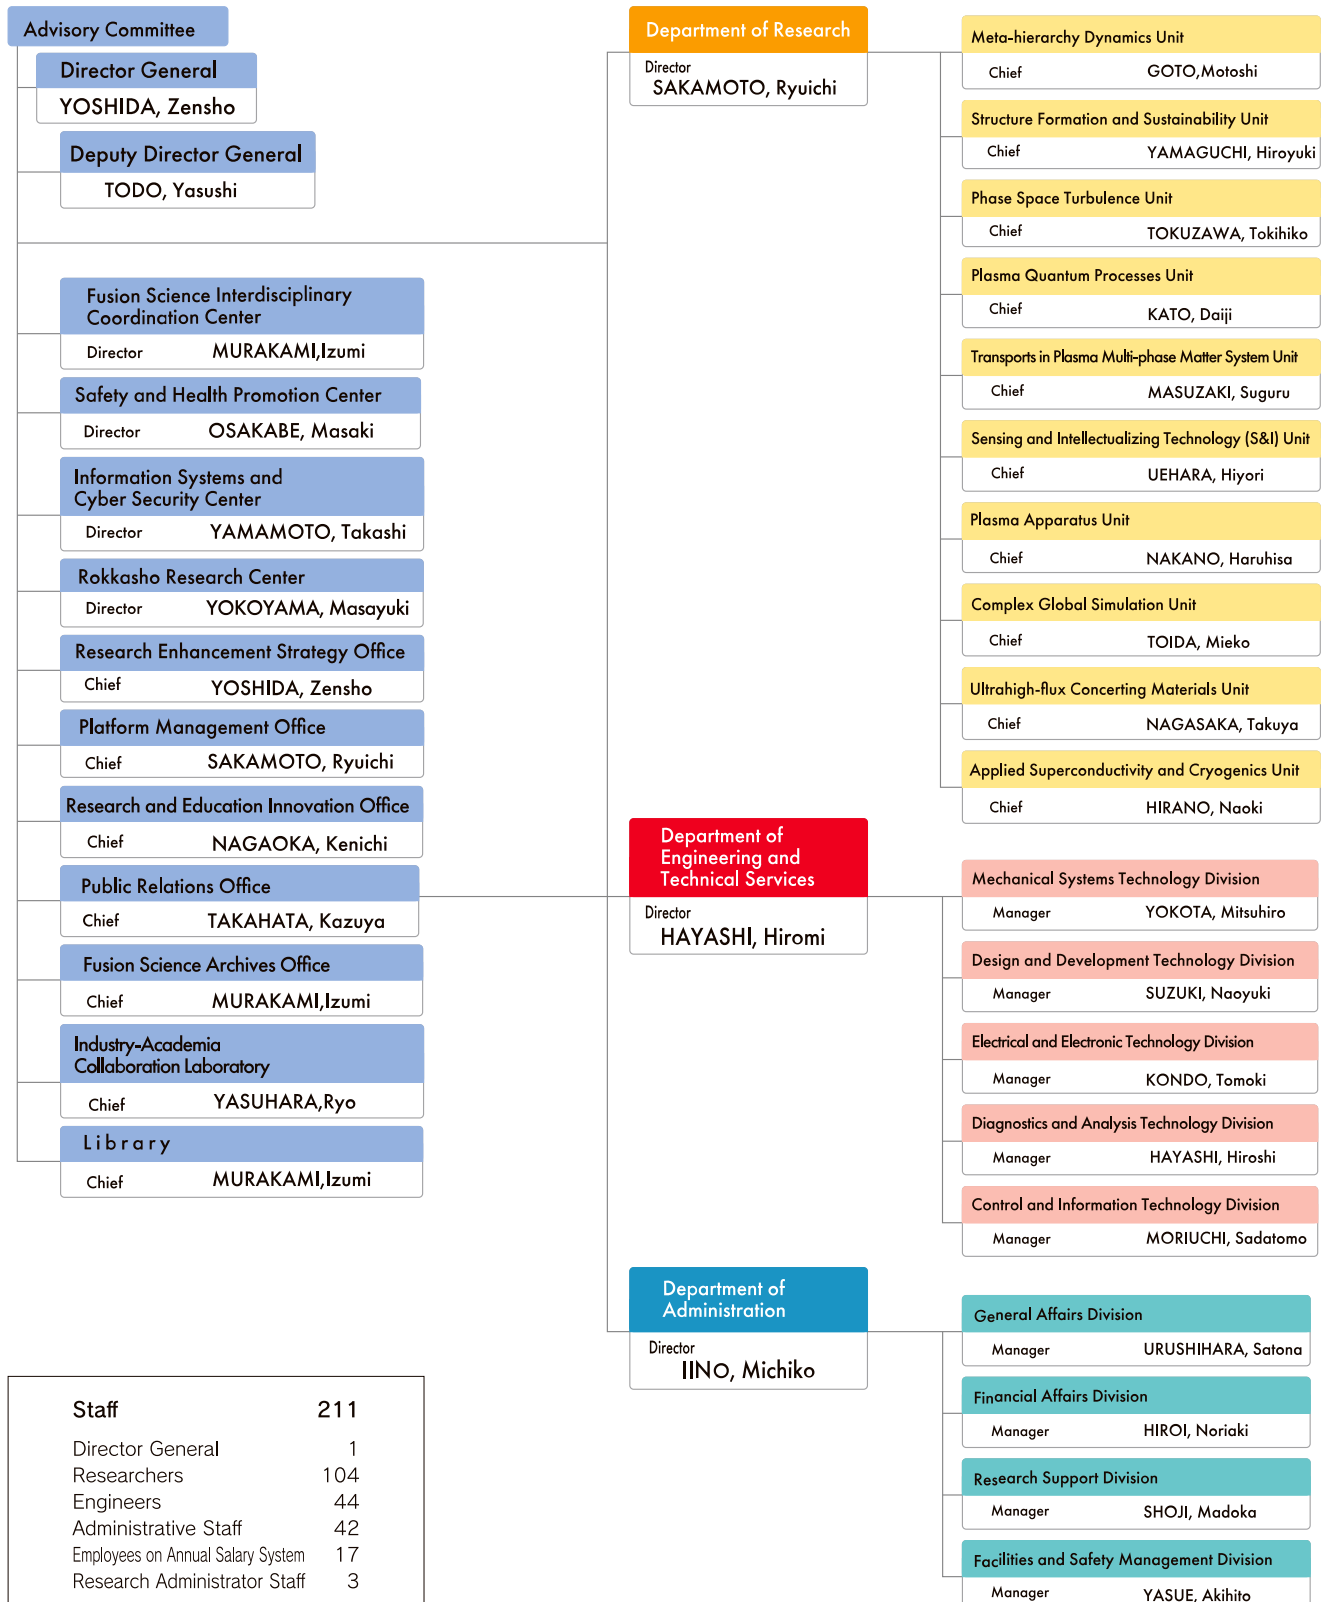 Advisory Committee
Director General
YOSHIDA, Zensho
Deputy Director General
TODO, Yasushi
Fusion Science Interdisciplinary
Coordination Center
Director MURAKAMI,Izumi
Safety and Health Promotion Center
Director OSAKABE, Masaki
Information Systems and
Cyber Security Center
Director YAMAMOTO, Takashi
Rokkasho Research Center
Director YOKOYAMA, Masayuki
Research Enhancement Strategy Office
Chief YOSHIDA, Zensho
Platform Management Office
Chief SAKAMOTO, Ryuichi
Research and Education Innovation Office
Chief NAGAOKA, Kenichi
Public Relations Office
Chief TAKAHATA, Kazuya
Fusion Science Archives Office
Chief MURAKAMI,Izumi
Industry-Academia
Collaboration Laboratory
Chief YASUHARA,Ryo
Library
Chief MURAKAMI,Izumi
Staff 211
Director General 1
Researchers 104
Engineers 44
Administrative Staff 42
Employees on Annual Salary System 17
Research Administrator Staff 3
Department of Research
Director
SAKAMOTO, Ryuichi
Meta-hierarchy Dynamics Unit
Chief GOTO,Motoshi
Structure Formation and Sustainability Unit
Chief YAMAGUCHI, Hiroyuki
Phase Space Turbulence Unit
Chief TOKUZAWA, Tokihiko
Plasma Quantum Processes Unit
Chief KATO, Daiji
Transports in Plasma Multi-phase Matter System Unit
Chief MASUZAKI, Suguru
Sensing and Intellectualizing Technology (S&I) Unit
Chief UEHARA, Hiyori
Plasma Apparatus Unit
Chief NAKANO, Haruhisa
Complex Global Simulation Unit
Chief TOIDA, Mieko
Ultrahigh-flux Concerting Materials Unit
Chief NAGASAKA, Takuya
Applied Superconductivity and Cryogenics Unit
Chief HIRANO, Naoki
Department of
Engineering and
Technical Services
Director
HAYASHI, Hiromi
Mechanical Systems Technology Division
Manager YOKOTA, Mitsuhiro
Design and Development Technology Division
Manager SUZUKI, Naoyuki
Electrical and Electronic Technology Division
Manager KONDO, Tomoki
Diagnostics and Analysis Technology Division
Manager HAYASHI, Hiroshi
Control and Information Technology Division
Manager MORIUCHI, Sadatomo
Department of
Administration
Director
IINO, Michiko
General Affairs Division
Manager URUSHIHARA, Satona
Financial Affairs Division
Manager HIROI, Noriaki
Research Support Division
Manager SHOJI, Madoka
Facilities and Safety Management Division
Manager YASUE, Akihito